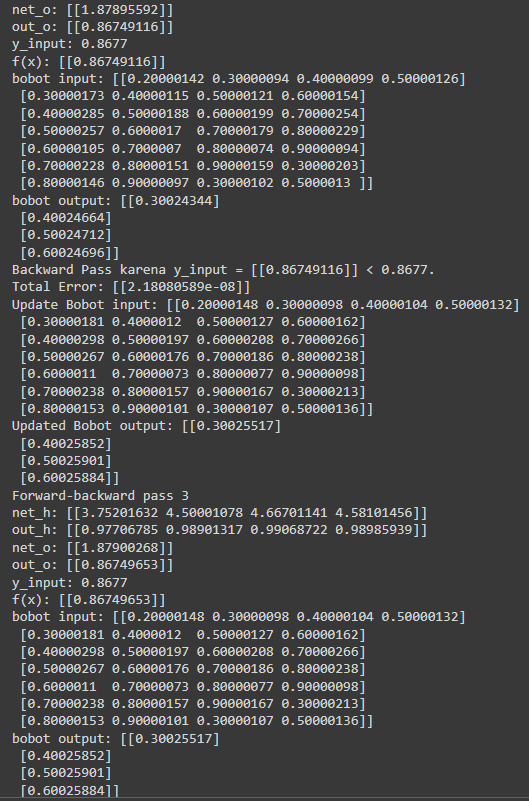 net_o: [[1.87895592]]
out_o: [[0.86749116]]
y_input: 0.8677
f(x): [[0.86749116]]
bobot input: [[0.20000142 0.30000094 0.40000099 0.50000126]
[0.30000173 0.40000115 0.50000121 0.60000154]
[0.40000285 0.50000188 0.60000199 0.70000254]
[0.50000257 0.6000017  0.70000179 0.80000229]
[0.60000105 0.7000007  0.80000074 0.90000094]
[0.70000228 0.80000151 0.90000159 0.30000203]
[0.80000146 0.90000097 0.30000102 0.5000013 ]]
bobot output: [[0.30024344]
[0.40024664]
[0.50024712]
[0.60024696]]
Backward Pass karena y_input = [[0.86749116]] < 0.8677.
Total Error: [[2.18080589e-08]]
Update Bobot input: [[0.20000148 0.30000098 0.40000104 0.50000132]
[0.30000181 0.4000012  0.50000127 0.60000162]
[0.40000298 0.50000197 0.60000208 0.70000266]
[0.50000267 0.60000176 0.70000186 0.80000238]
[0.6000011  0.70000073 0.80000077 0.90000098]
[0.70000238 0.80000157 0.90000167 0.30000213]
[0.80000153 0.90000101 0.30000107 0.50000136]]
Updated Bobot output: [[0.30025517]
[0.40025852]
[0.50025901]
[0.60025884]]
Forward-backward pass 3
net_h: [[3.75201632 4.50001078 4.66701141 4.58101456]]
out_h: [[0.97706785 0.98901317 0.99068722 0.98985939]]
net_o: [[1.87900268]]
out_o: [[0.86749653]]
y_input: 0.8677
f(x): [[0.86749653]]
bobot input: [[0.20000148 0.30000098 0.40000104 0.50000132]
[0.30000181 0.4000012  0.50000127 0.60000162]
[0.40000298 0.50000197 0.60000208 0.70000266]
[0.50000267 0.60000176 0.70000186 0.80000238]
[0.6000011  0.70000073 0.80000077 0.90000098]
[0.70000238 0.80000157 0.90000167 0.30000213]
[0.80000153 0.90000101 0.30000107 0.50000136]]
bobot output: [[0.30025517]
[0.40025852]
[0.50025901]
[0.60025884]]